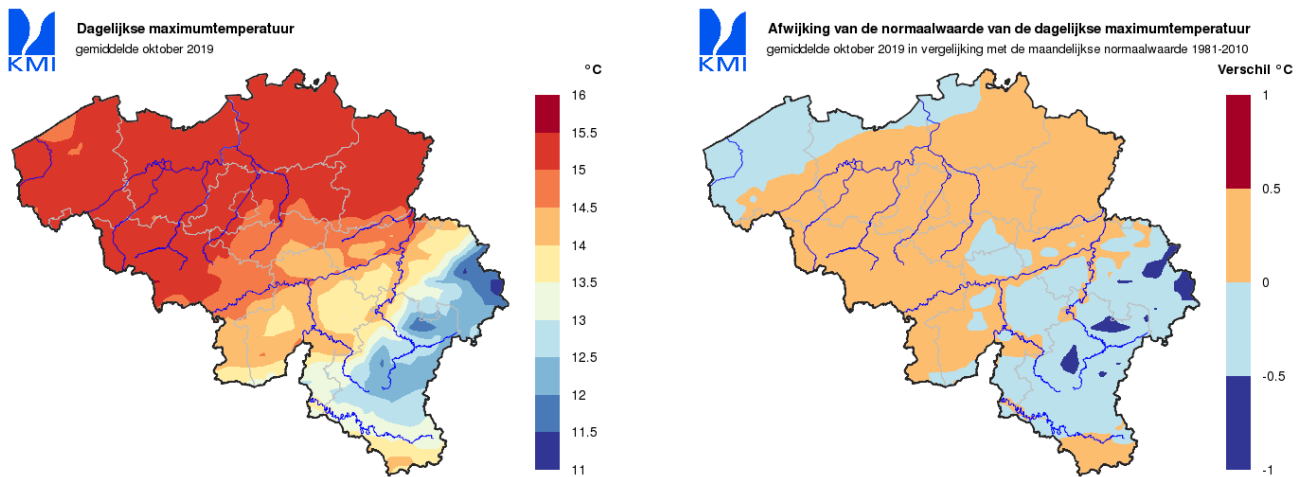 Dagelijkse maximumtemperatuur
gemiddelde oktober 2019
KMI
°C
16
15.5
15
14.5
14
13.5
13
12.5
12
11.5
11
Afwijking van de normaalwaarde van de dagelijkse maximumtemperatuur
gemiddelde oktober 2019 in vergelijking met de maandelijkse normaalwaarde 1981-2010
KMI
Verschil °C
1
0.5
0
-0.5
-1